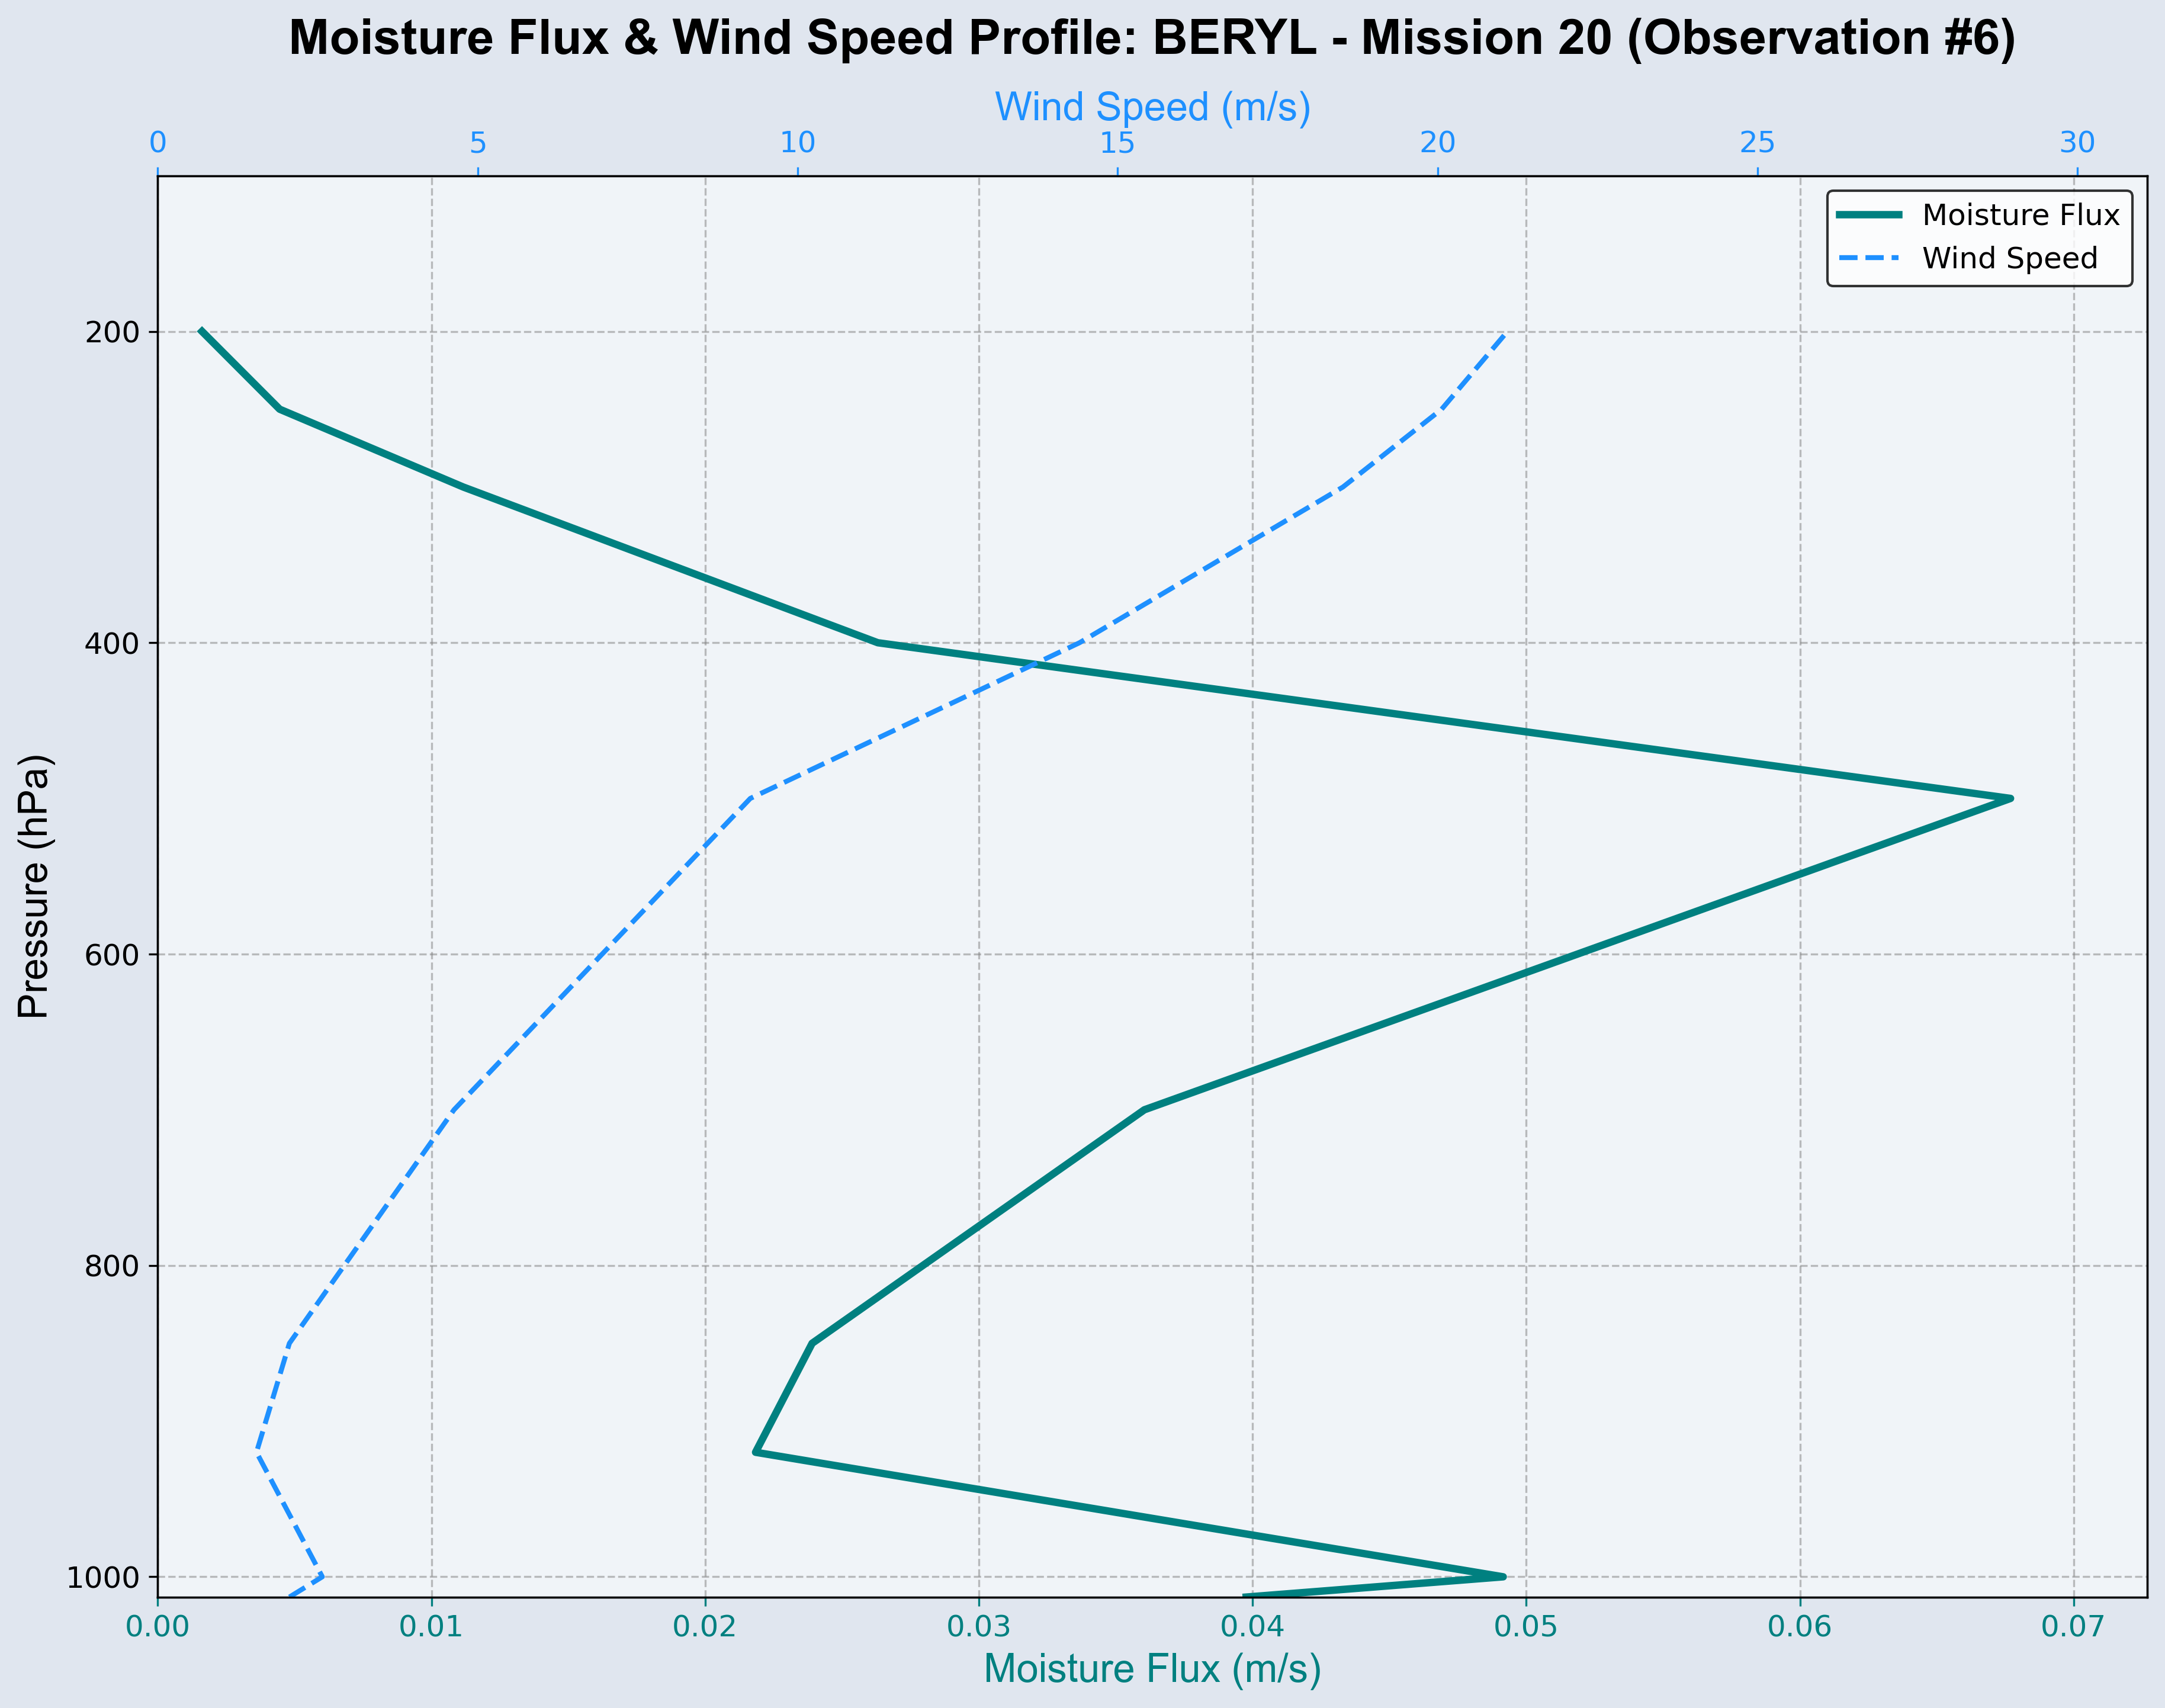 Moisture Flux & Wind Speed Profile: BERYL - Mission 20 (Observation #6)
Wind Speed (m/s)
0 5 10 15 20 25 30
Moisture Flux
Wind Speed
Pressure (hPa)
200
400
600
800
1000
0.00 0.01 0.02 0.03 0.04 0.05 0.06 0.07
Moisture Flux (m/s)